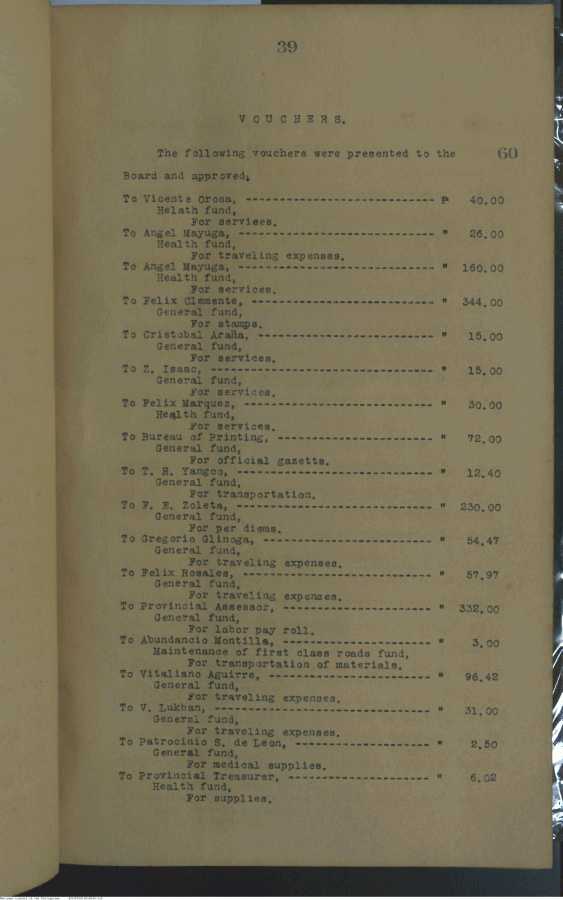 39
VOUCHERS.
The following vouchers were presented to the 60
Board and approved.
To Vicente Orosa, ---------------------------- ₱ 40.00
Helath fund,
For services.
To Angel Mayuga, ----------------------------- " 26.00
Health fund,
For traveling expenses.
To Angel Mayuga, ----------------------------- " 160.00
Health fund,
For services.
To Felix Clemente, --------------------------- " 344.00
General fund,
For stamps.
To Cristobal Araña, -------------------------- " 15.00
General fund,
For services.
To Z. Isaac, --------------------------------- " 15.00
General fund,
For services.
To Felix Marquez, ---------------------------- " 30.00
Health fund,
For services.
To Bureau of Printing, ----------------------- " 72.00
General fund,
For official gazette.
To T. R. Yangco, ----------------------------- " 12.40
General fund,
For transportation.
To F. E. Zoleta, ----------------------------- " 230.00
General fund,
For per diems.
To Gregorio Glinoga, ------------------------- " 54.47
General fund,
For traveling expenses.
To Felix Rosales, ---------------------------- " 57.97
General fund,
For traveling expenses.
To Provincial Assessor, ---------------------- " 332.00
General fund,
For labor pay roll.
To Abundancio Montilla, ---------------------- " 3.00
Maintenance of first class roads fund,
For transportation of materials.
To Vitaliano Aguirre, ------------------------ " 96.42
General fund,
For traveling expenses.
To V. Lukban, -------------------------------- " 31.00
General fund,
For traveling expenses.
To Patrocinio S. de Leon, -------------------- " 2.50
General fund,
For medical supplies.
To Provincial Treasurer, --------------------- " 6.02
Health fund,
For supplies.
National Library of the Philippines